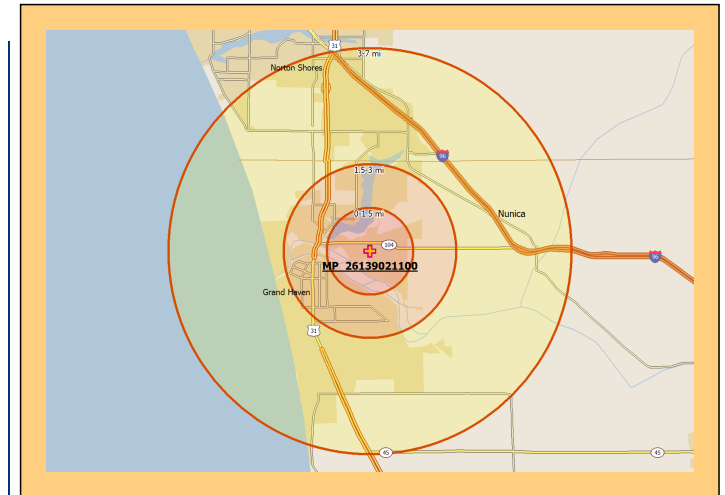 31
3-7 mi
Norton Shores
96
1.5-3 mi
0-1.5 mi
Nunica
104
96
MP 26139021100
Grand Haven
31
45
45